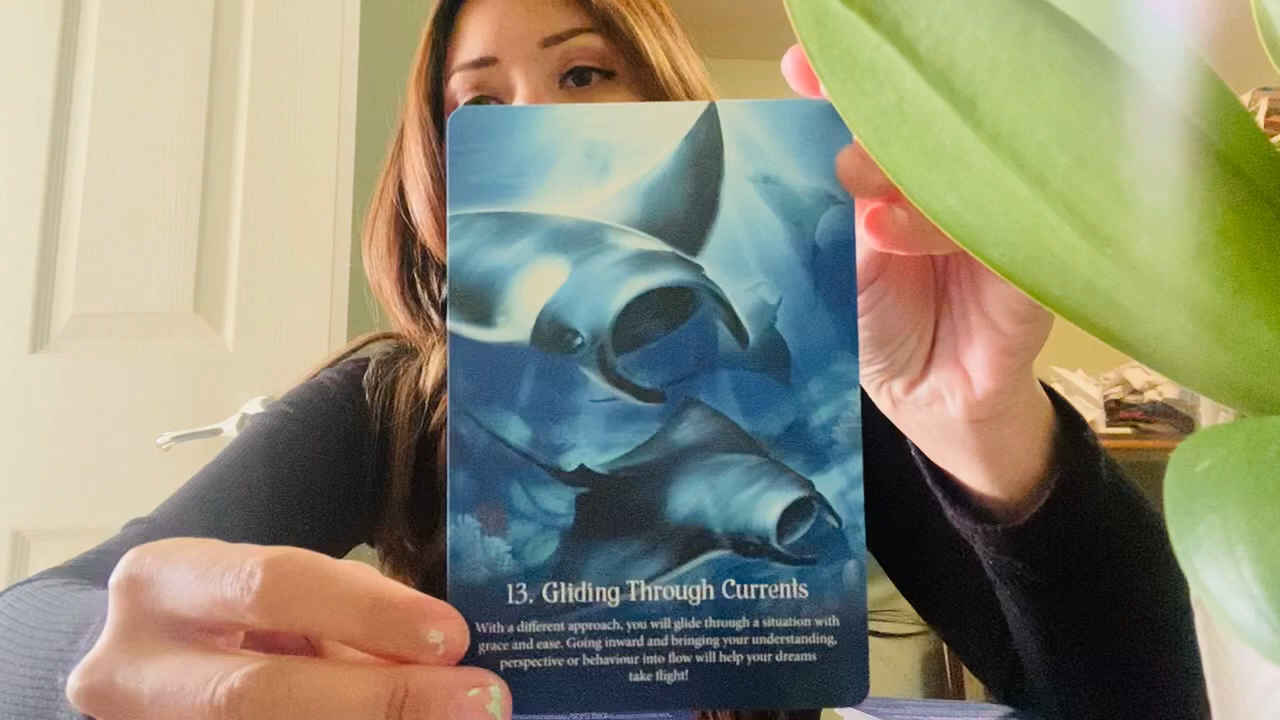 13. Gliding Through Currents
With a different approach, you will glide through a situation with
grace and ease. Going inward and bringing your understanding,
perspective or behaviour into flow will help your dreams
take flight!